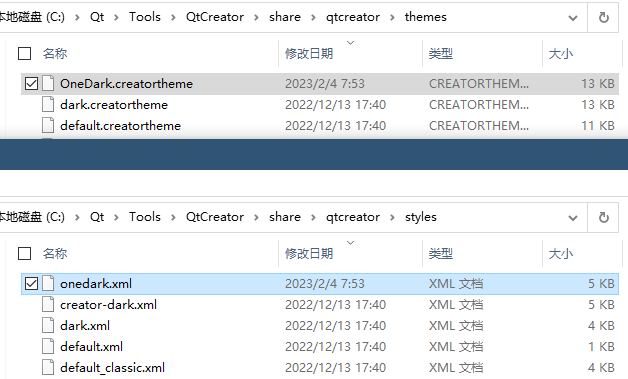 本地磁盘 (C:) > Qt > Tools > QtCreator > share > qtcreator > themes
名称 修改日期 类型 大小
OneDark.creatortheme 2023/2/4 7:53 CREATORTHEM... 13 KB
dark.creatortheme 2022/12/13 17:40 CREATORTHEM... 13 KB
default.creatortheme 2022/12/13 17:40 CREATORTHEM... 11 KB
本地磁盘 (C:) > Qt > Tools > QtCreator > share > qtcreator > styles
名称 修改日期 类型 大小
onedark.xml 2023/2/4 7:53 XML 文档 5 KB
creator-dark.xml 2022/12/13 17:40 XML 文档 5 KB
dark.xml 2022/12/13 17:40 XML 文档 4 KB
default.xml 2022/12/13 17:40 XML 文档 1 KB
default_classic.xml 2022/12/13 17:40 XML 文档 4 KB